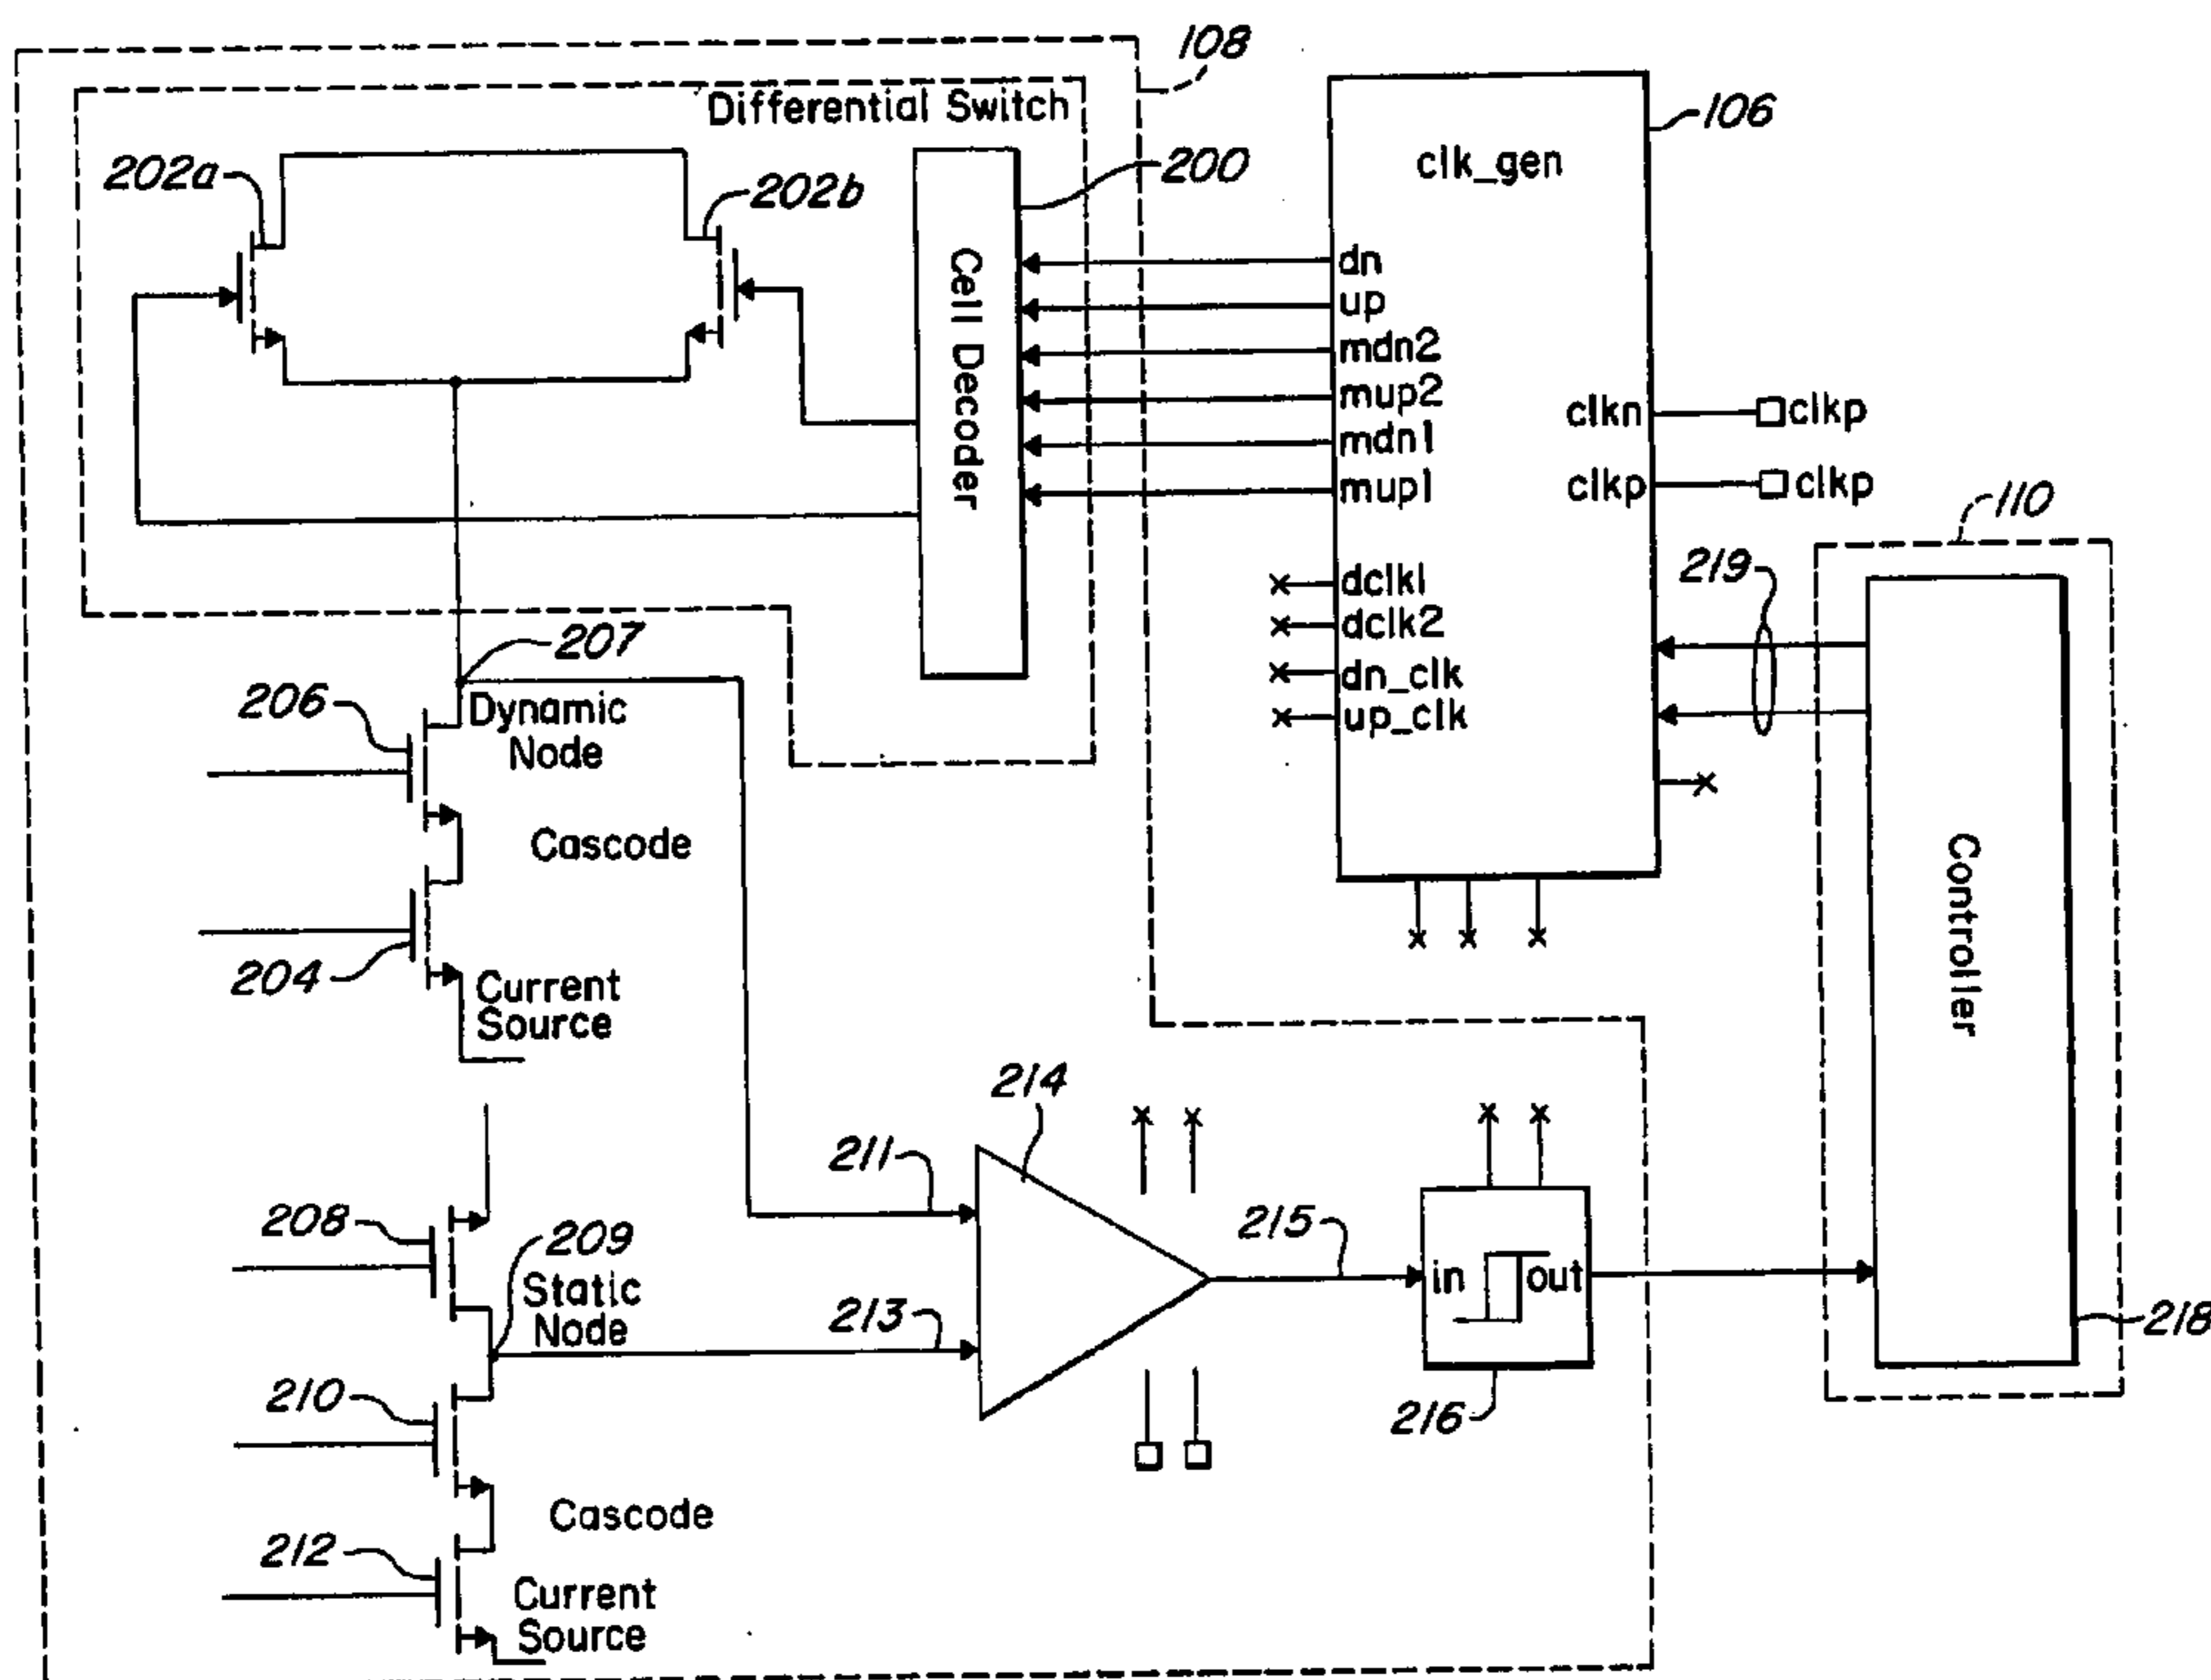 108
Differential Switch
106
clk_gen
202a
202b
200
Cell Decoder
dn
up
mdn2
mup2
mdn1
mup1
clkn
clkp
clkp
clkp
110
219
dclk1
dclk2
dn_clk
up_clk
207
206
Dynamic
Node
Cascode
204
Current
Source
Controller
214
211
208
209
Static
Node
215
in
out
213
218
210
216
Cascode
212
Current
Source